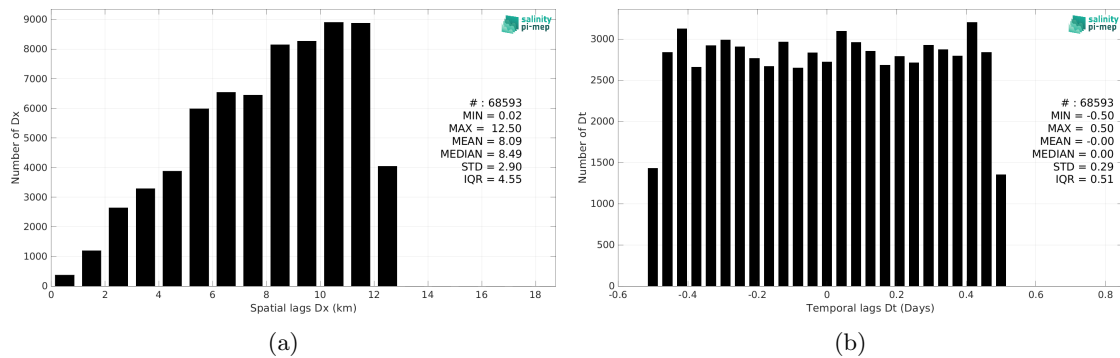 9000
8000
7000
6000
5000
4000
3000
2000
1000
0
Number of Dx
0 2 4 6 8 10 12 14 16 18
Spatial lags Dx (km)
salinity
pi-mep
# : 68593
MIN = 0.02
MAX = 12.50
MEAN = 8.09
MEDIAN = 8.49
STD = 2.90
IQR = 4.55
(a)
3000
2500
2000
1500
1000
500
0
Number of Dt
-0.6 -0.4 -0.2 0 0.2 0.4 0.6 0.8
Temporal lags Dt (Days)
salinity
pi-mep
# : 68593
MIN = -0.50
MAX = 0.50
MEAN = -0.00
MEDIAN = 0.00
STD = 0.29
IQR = 0.51
(b)